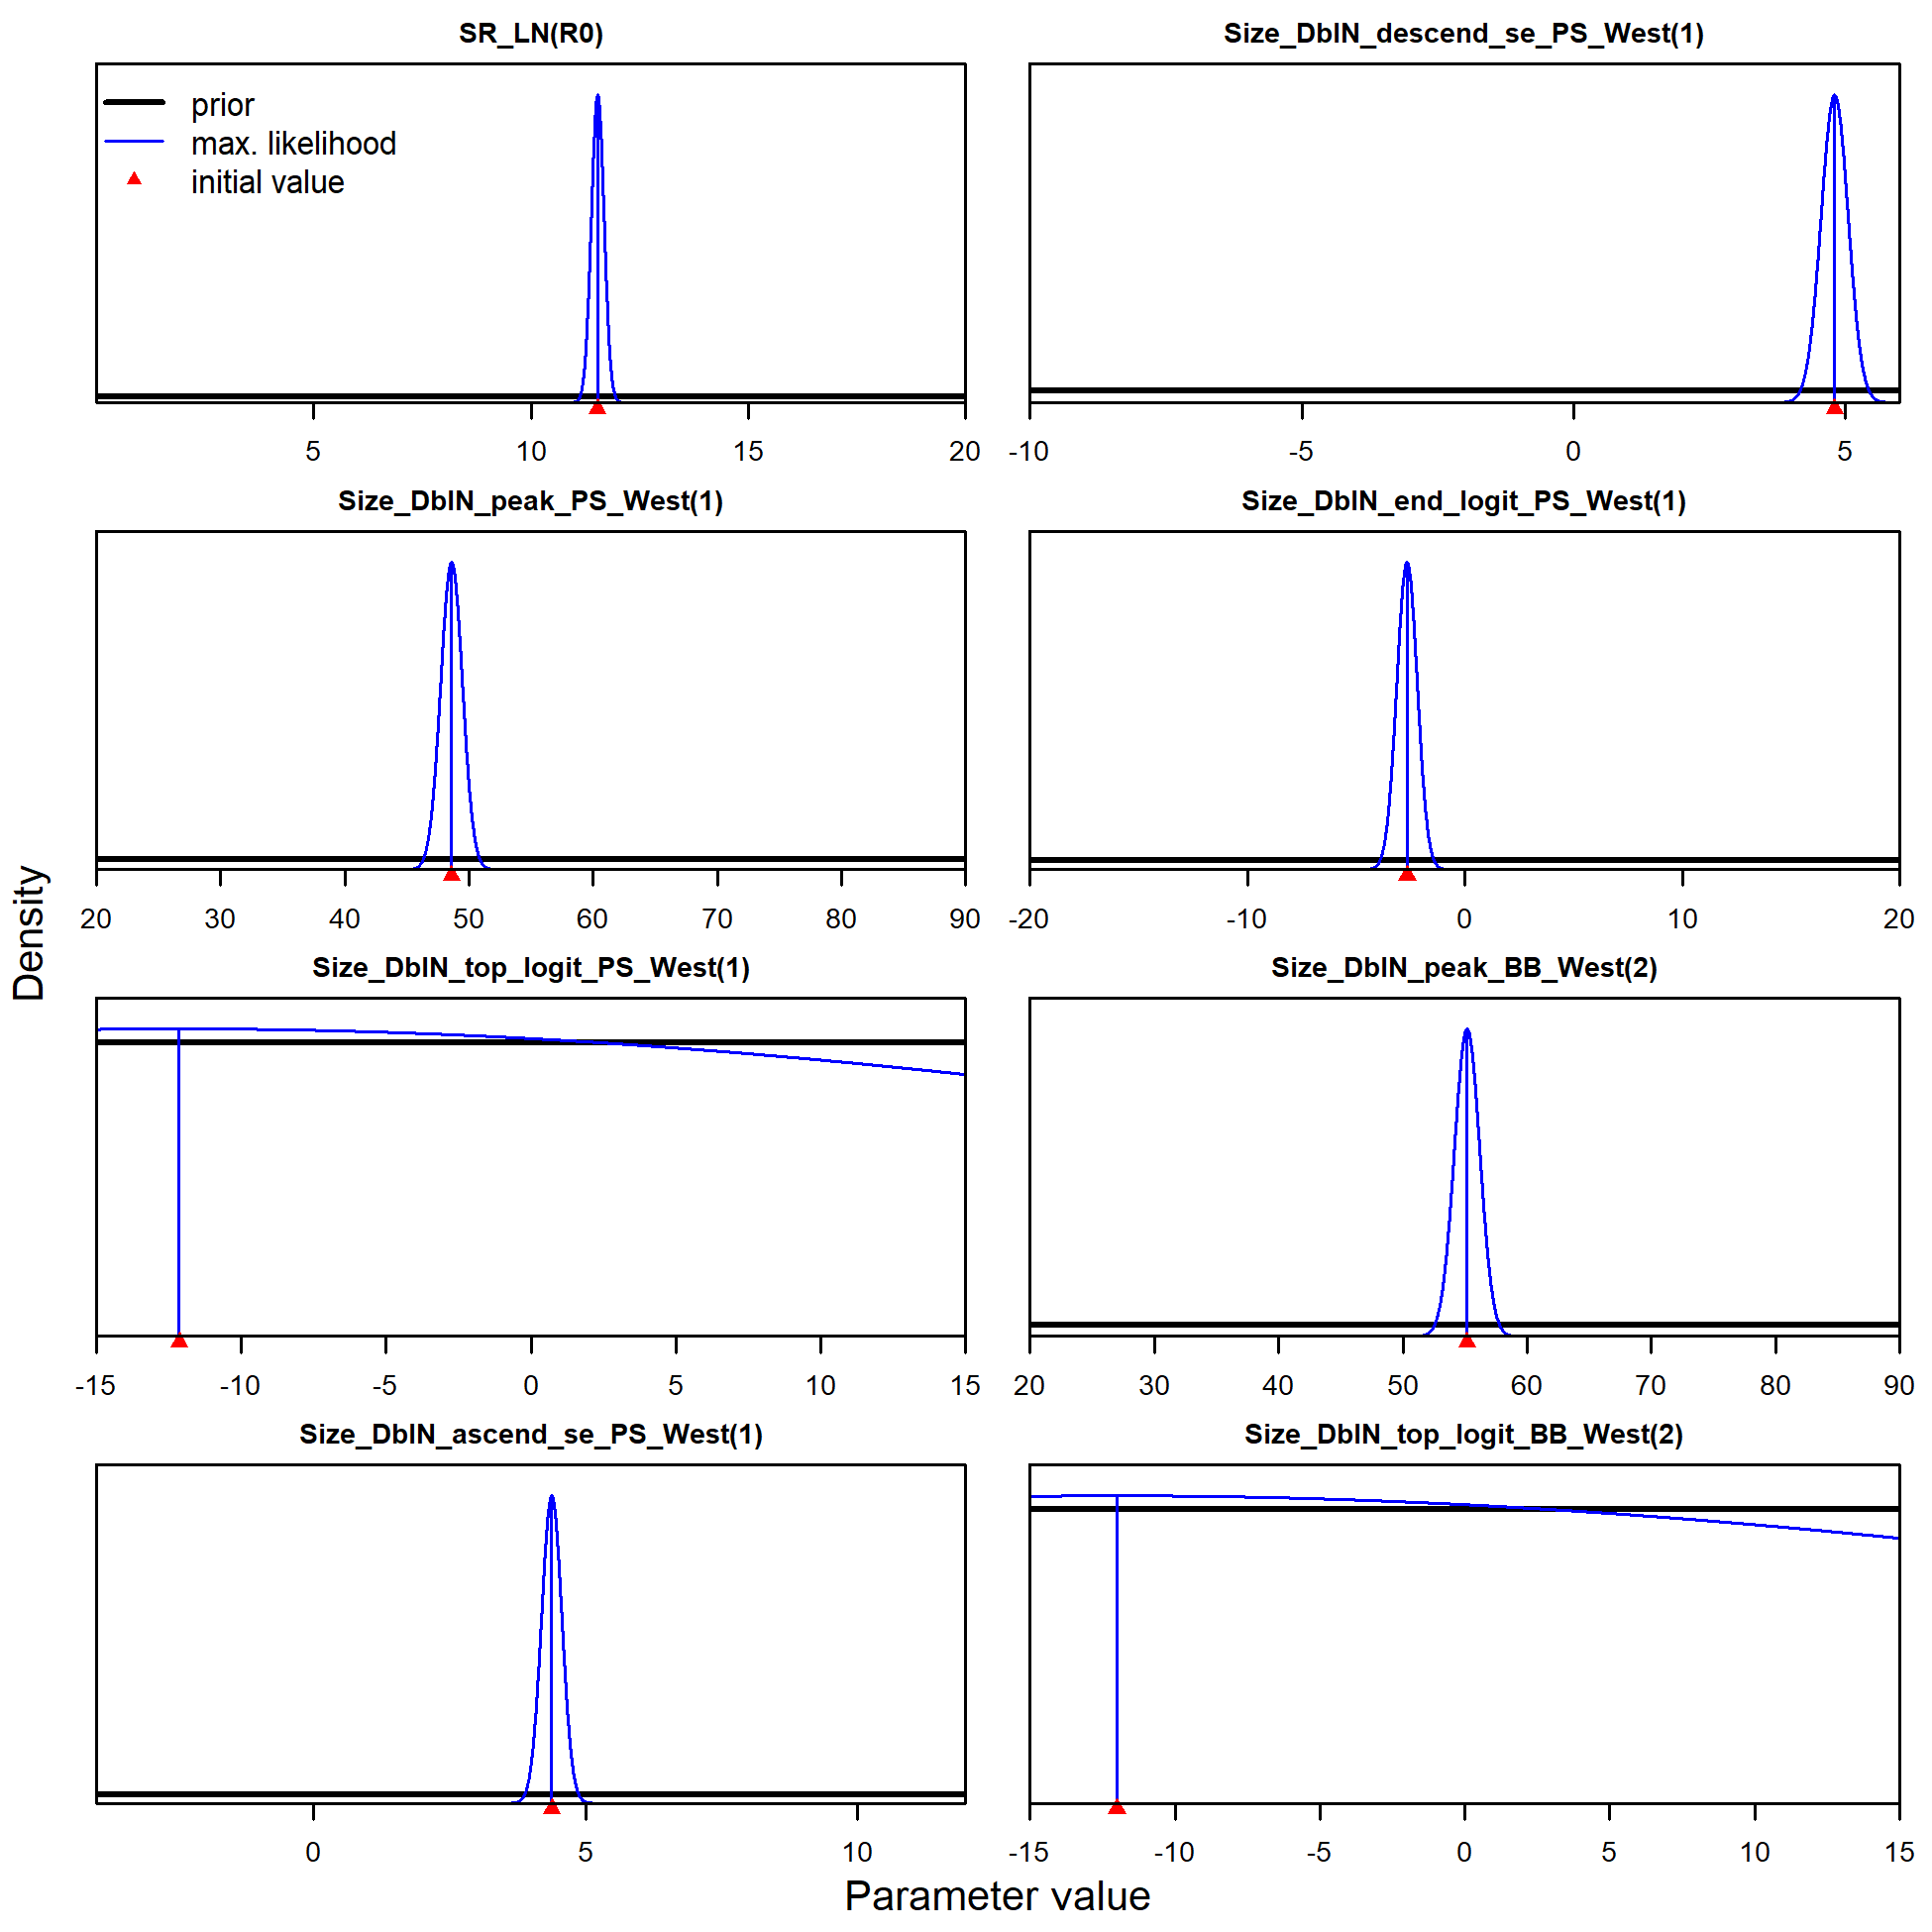 SR_LN(R0)
prior
max. likelihood
initial value
5 10 15 20
Size_DblN_descend_se_PS_West(1)
-10 -5 0 5
Size_DblN_peak_PS_West(1)
20 30 40 50 60 70 80 90
Size_DblN_end_logit_PS_West(1)
-20 -10 0 10 20
Size_DblN_top_logit_PS_West(1)
-15 -10 -5 0 5 10 15
Size_DblN_peak_BB_West(2)
20 30 40 50 60 70 80 90
Size_DblN_ascend_se_PS_West(1)
0 5 10
Size_DblN_top_logit_BB_West(2)
-15 -10 -5 0 5 10 15
Density
Parameter value